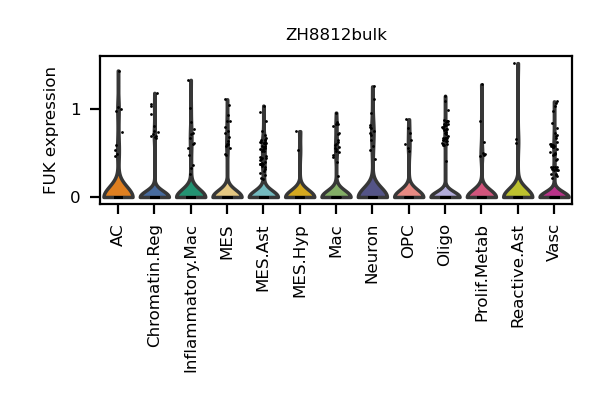 ZH8812bulk
FUK expression
1
0
AC
Chromatin.Reg
Inflammatory.Mac
MES
MES.Ast
MES.Hyp
Mac
Neuron
OPC
Oligo
Prolif.Metab
Reactive.Ast
Vasc